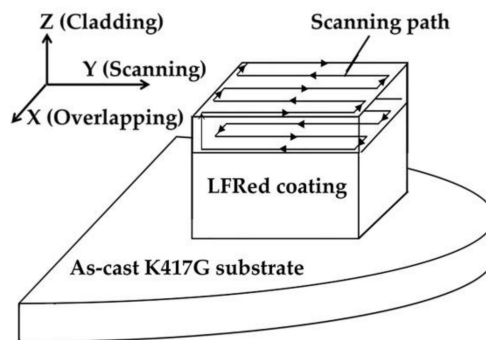 Z (Cladding)
Scanning path
Y (Scanning)
X (Overlapping)
LFRed coating
As-cast K417G substrate